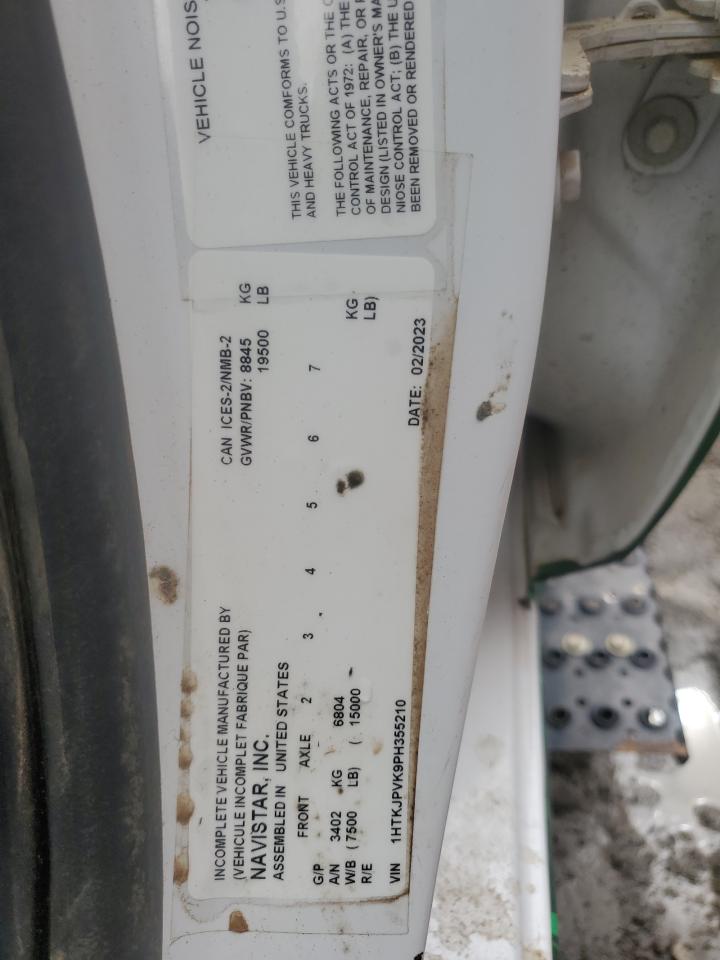 VEHICLE NOIS
THIS VEHICLE COMFORMS TO U.S
AND HEAVY TRUCKS.
THE FOLLOWING ACTS OR THE C
CONTROL ACT OF 1972: (A) THE
OF MAINTENANCE, REPAIR, OR R
DESIGN (LISTED IN OWNER'S MA
NIOSE CONTROL ACT; (B) THE U
BEEN REMOVED OR RENDERED
INCOMPLETE VEHICLE MANUFACTURED BY CAN ICES-2/NMB-2
(VEHICULE INCOMPLET FABRIQUE PAR) GVWR/PNBV: 8845 KG
NAVISTAR, INC. 19500 LB
ASSEMBLED IN UNITED STATES
FRONT AXLE 2 3 4 5 6 7
G/P
A/N 3402 KG 6804 KG
W/B ( 7500 LB) ( 15000 LB)
R/E
VIN 1HTKJPVK9PH355210 DATE: 02/2023